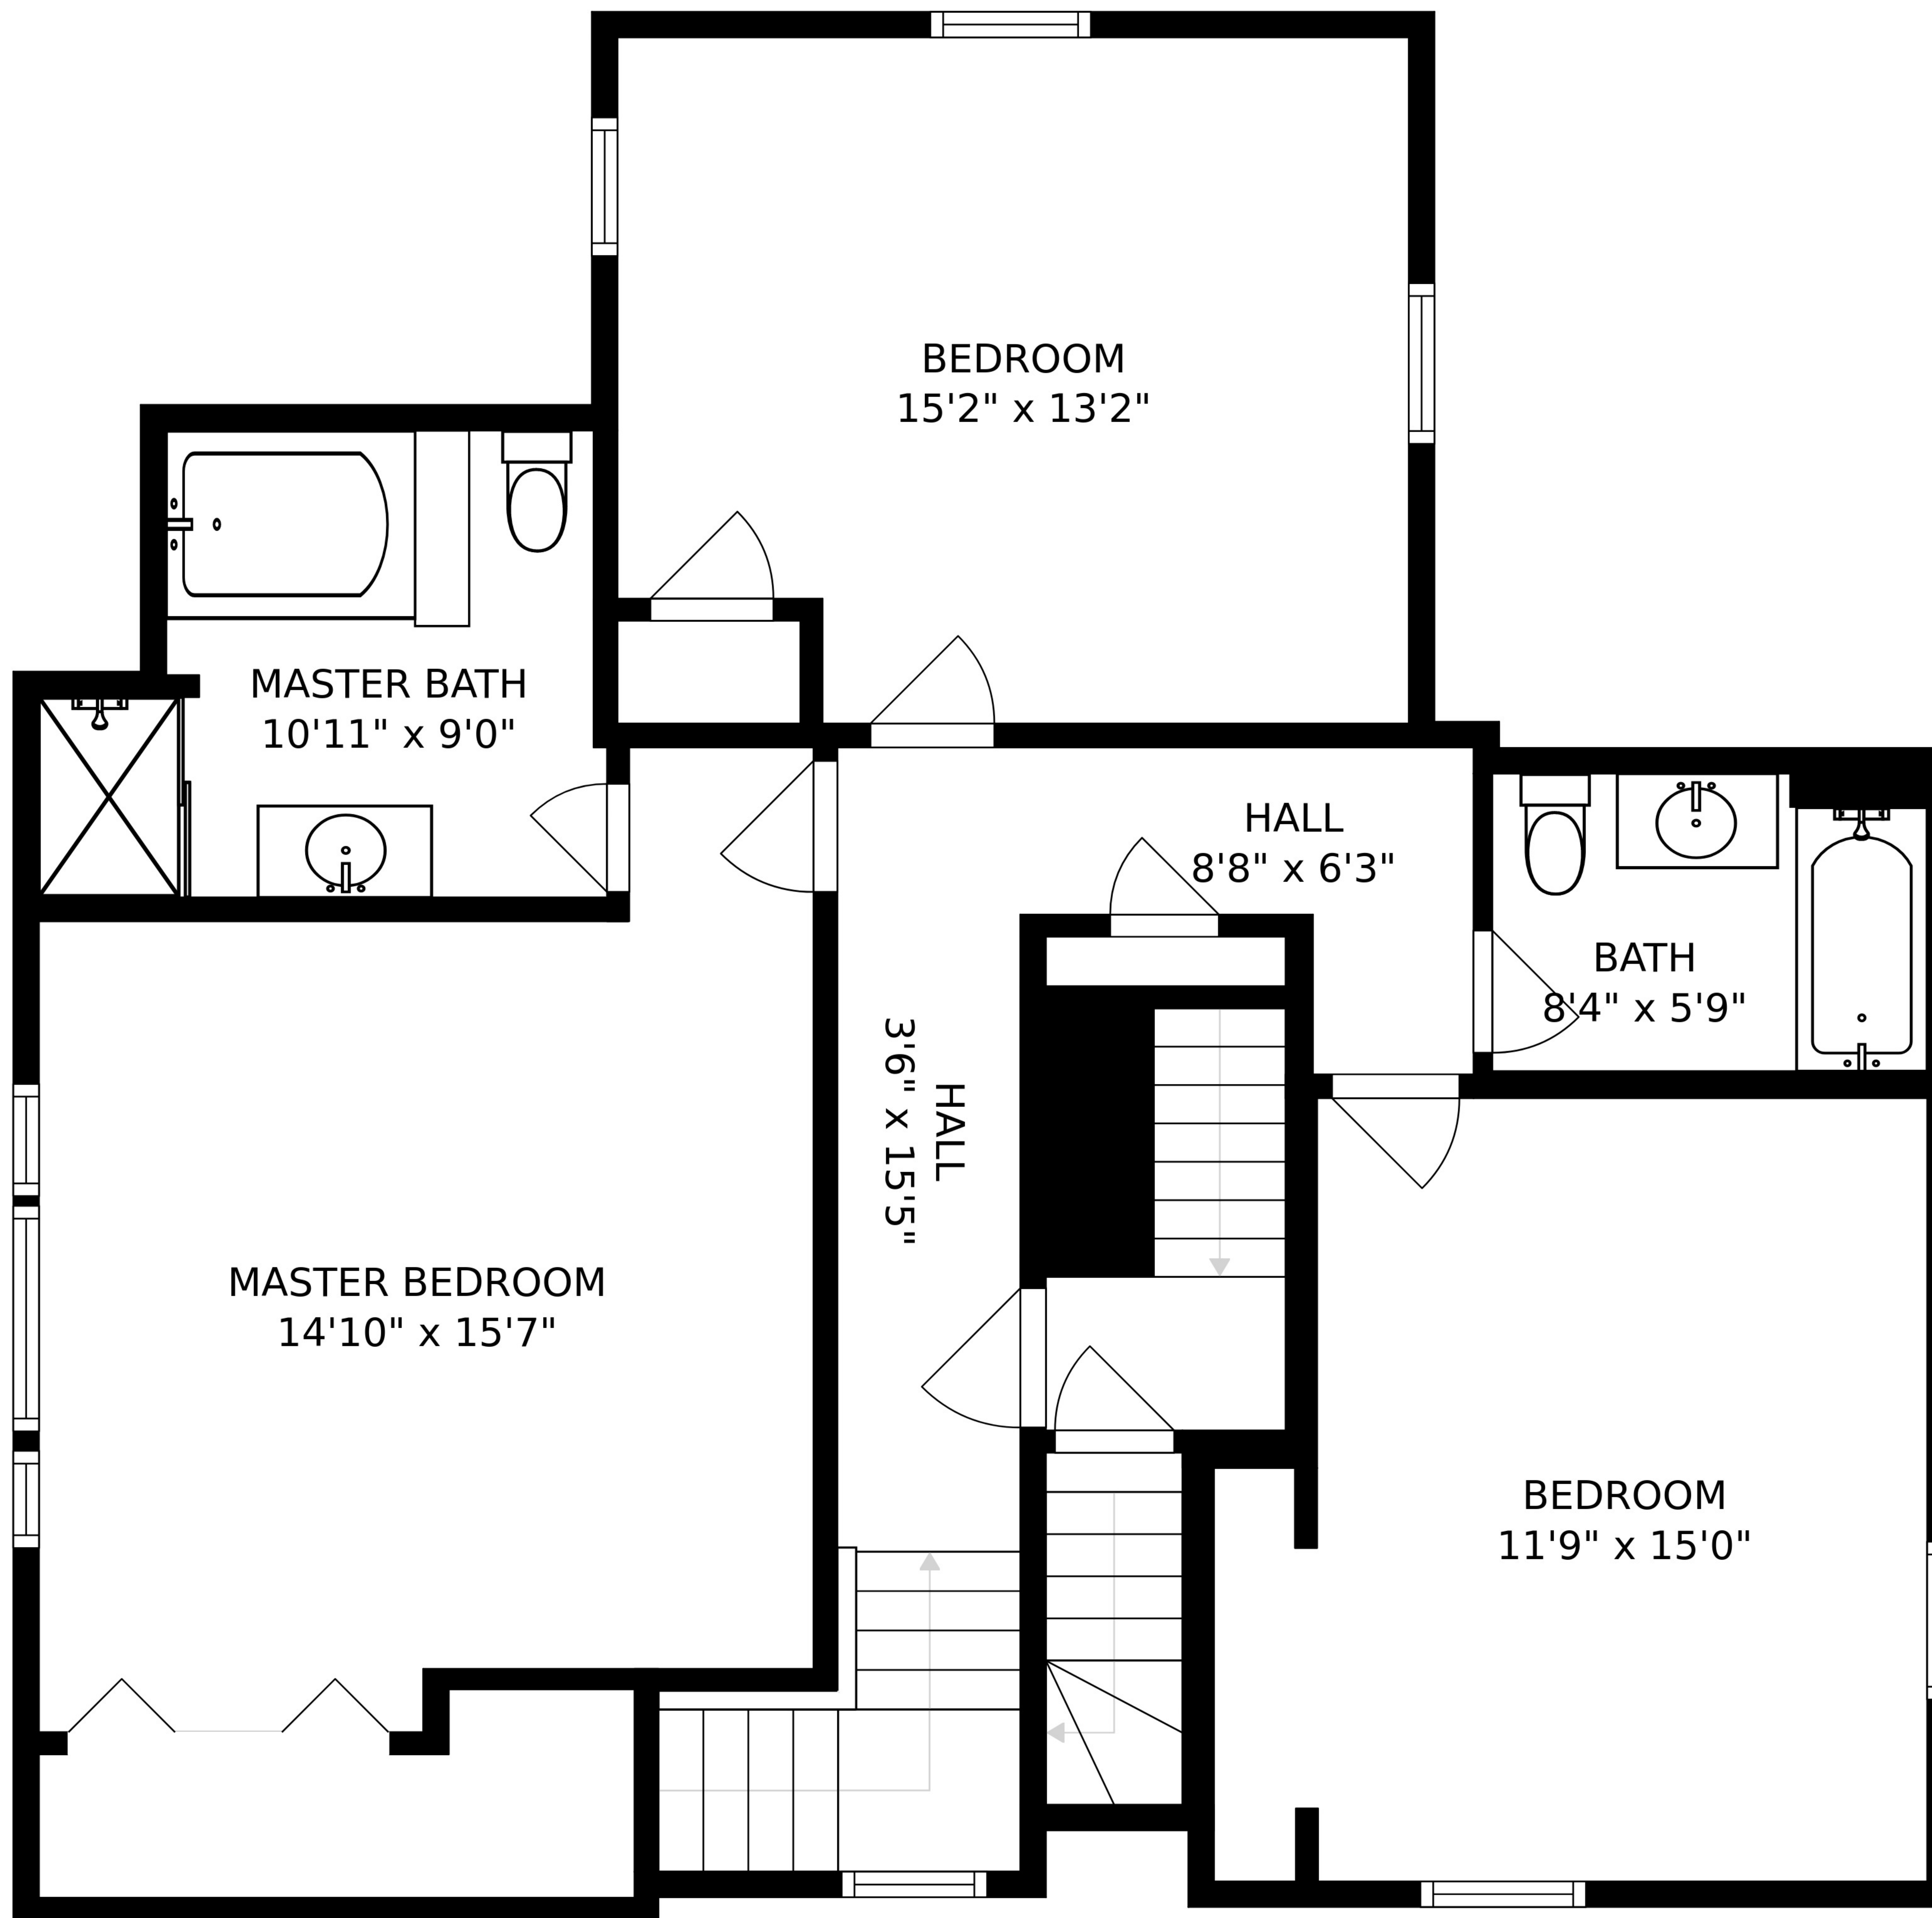 BEDROOM
15'2" x 13'2"
MASTER BATH
10'11" x 9'0"
HALL
8'8" x 6'3"
BATH
8'4" x 5'9"
HALL
3'6" x 15'5"
MASTER BEDROOM
14'10" x 15'7"
BEDROOM
11'9" x 15'0"